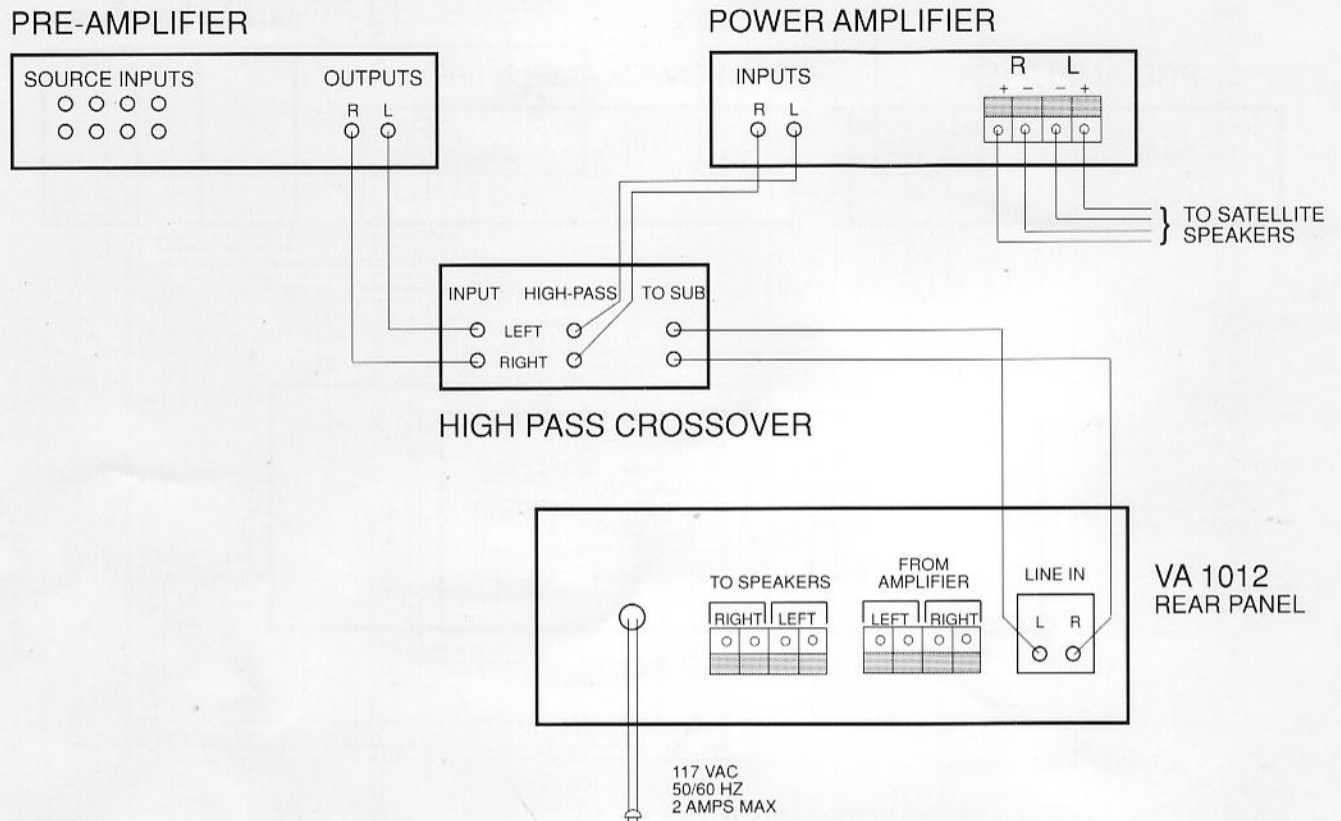 PRE-AMPLIFIER
SOURCE INPUTS
OUTPUTS
R L
POWER AMPLIFIER
INPUTS
R L
R L
+ − − +
TO SATELLITE
SPEAKERS
INPUT HIGH-PASS TO SUB
LEFT
RIGHT
HIGH PASS CROSSOVER
TO SPEAKERS
RIGHT LEFT
FROM
AMPLIFIER
LEFT RIGHT
LINE IN
L R
VA 1012
REAR PANEL
117 VAC
50/60 HZ
2 AMPS MAX